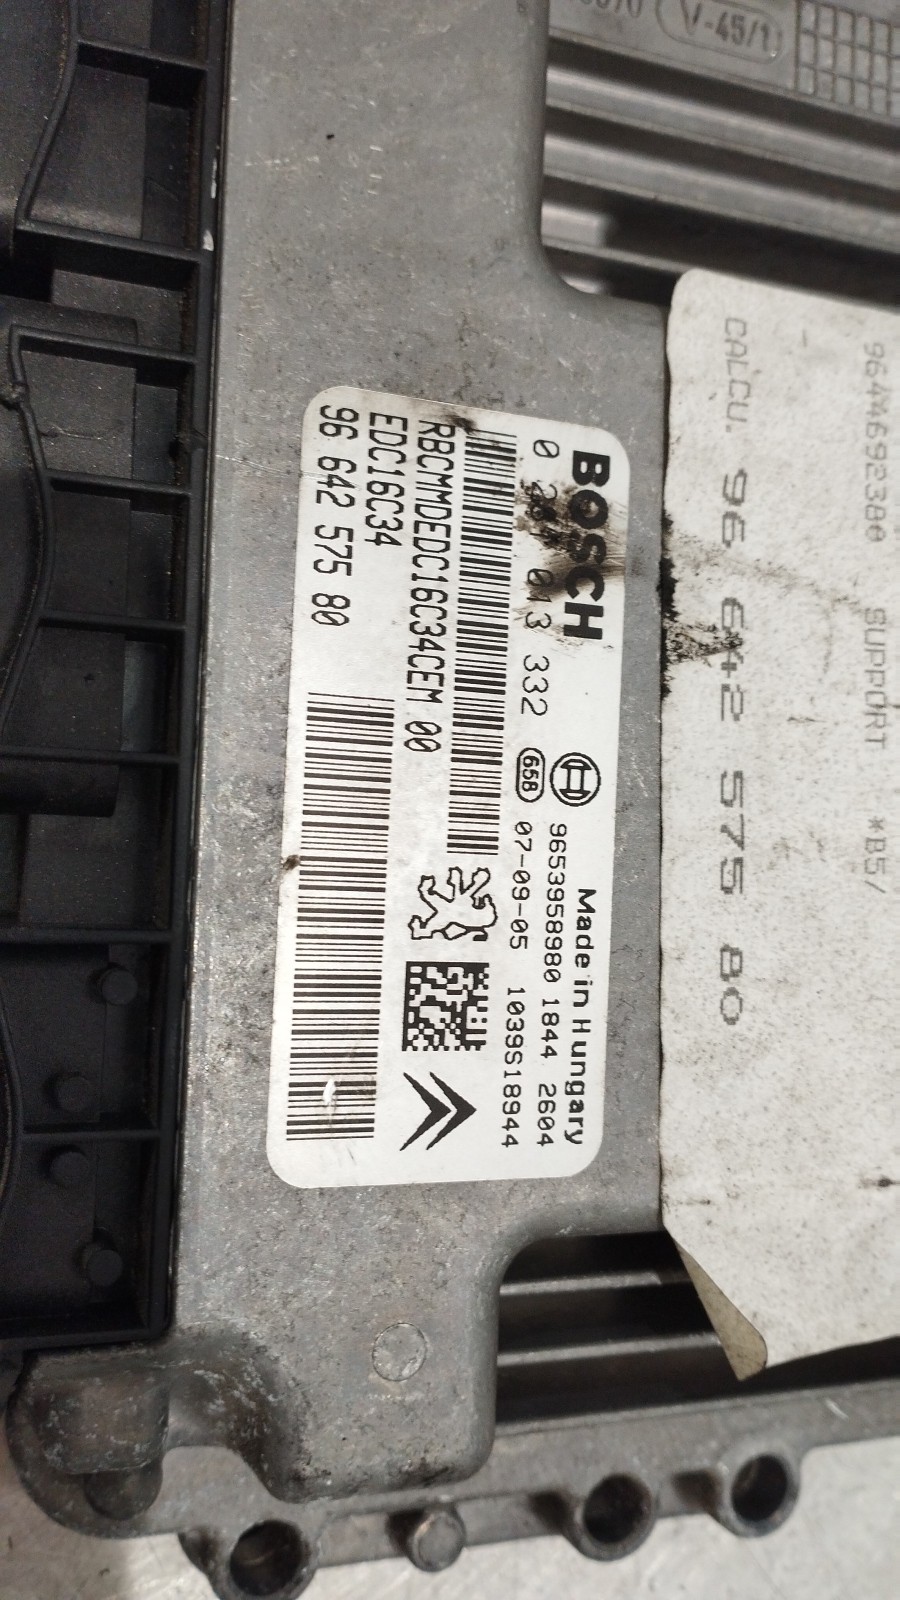 V-45/1
9644692380 SUPPORT *B5/
CALCU. 96 642 575 80
BOSCH
Made in Hungary
0 013 332
658
9653958980 1844 2604
07-09-05 1039S18944
RBCMMDEDC16C34CEM 00
EDC16C34
96 642 575 80